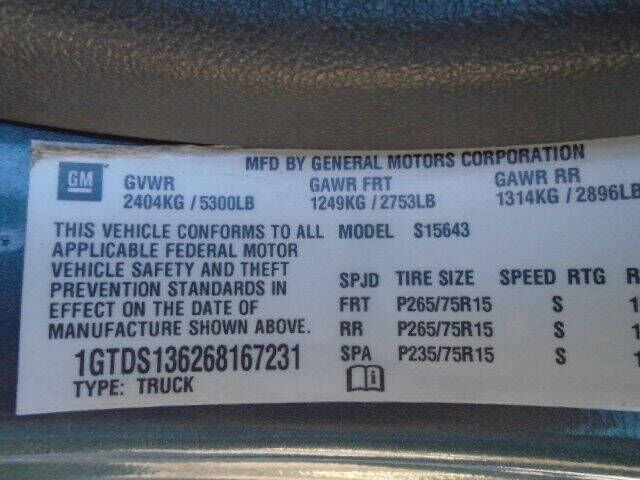 MFD BY GENERAL MOTORS CORPORATION
GM GVWR GAWR FRT GAWR RR
2404KG / 5300LB 1249KG / 2753LB 1314KG / 2896LB
THIS VEHICLE CONFORMS TO ALL MODEL S15643
APPLICABLE FEDERAL MOTOR
VEHICLE SAFETY AND THEFT SPJD TIRE SIZE SPEED RTG R
PREVENTION STANDARDS IN FRT P265/75R15 S 1
EFFECT ON THE DATE OF RR P265/75R15 S 1
MANUFACTURE SHOWN ABOVE. SPA P235/75R15 S 1
1GTDS136268167231
TYPE: TRUCK